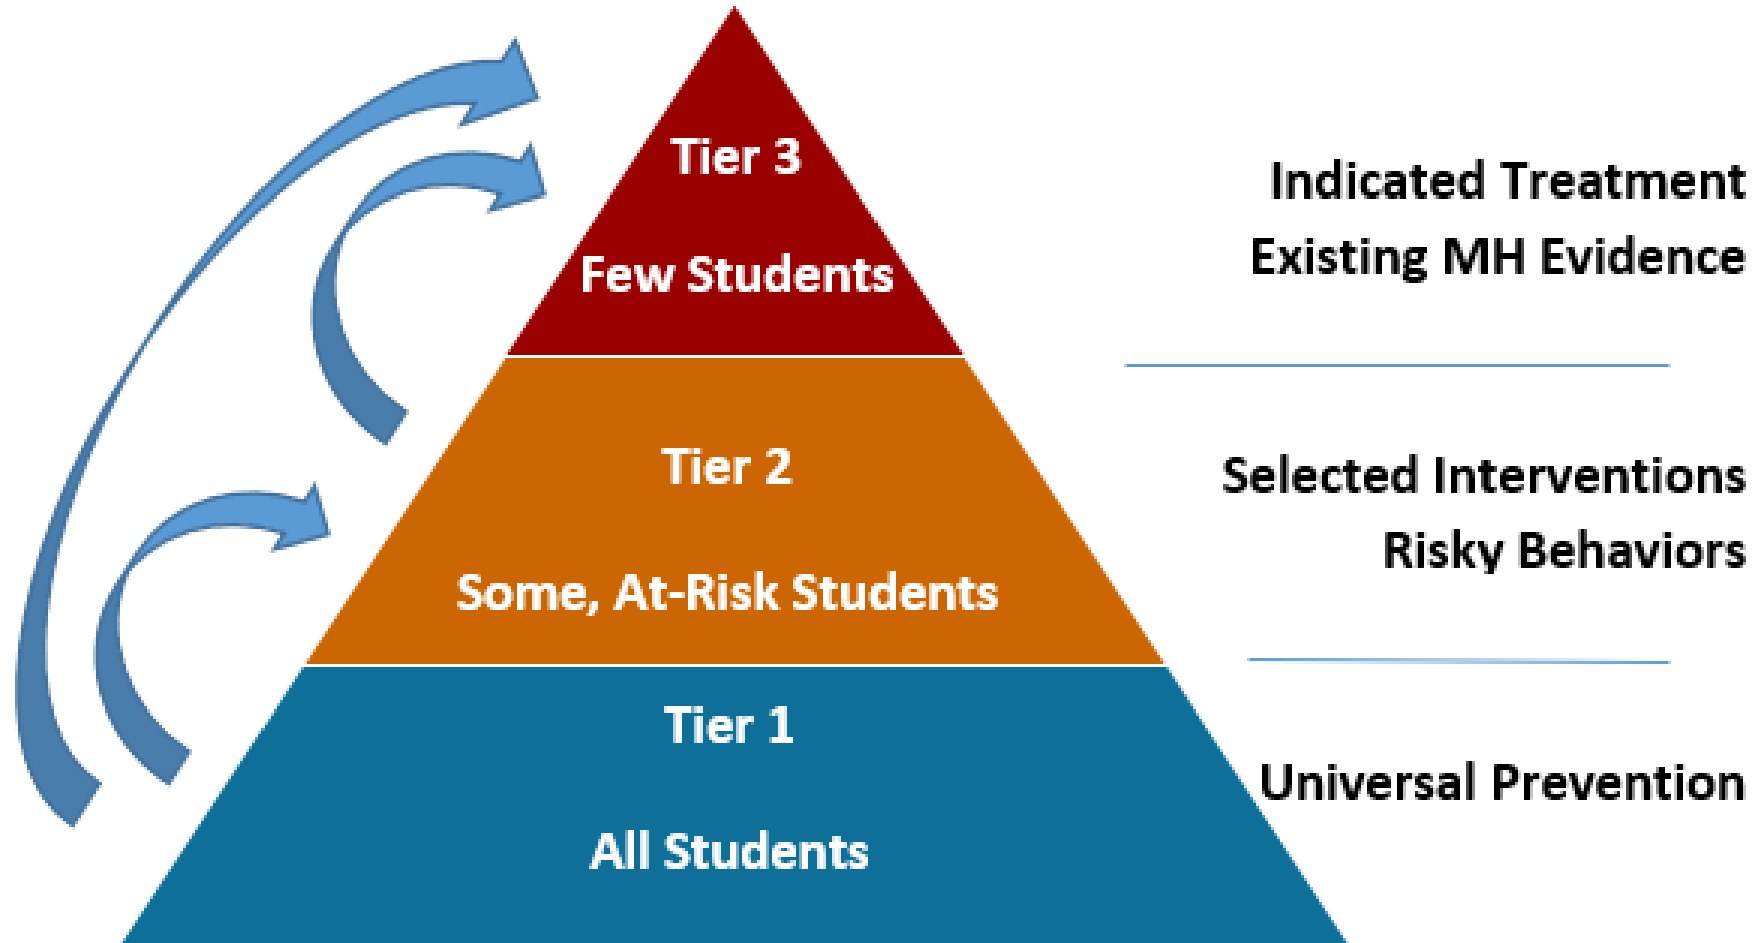 Tier 3
Few Students
Indicated Treatment
Existing MH Evidence
Tier 2
Some, At-Risk Students
Selected Interventions
Risky Behaviors
Tier 1
All Students
Universal Prevention